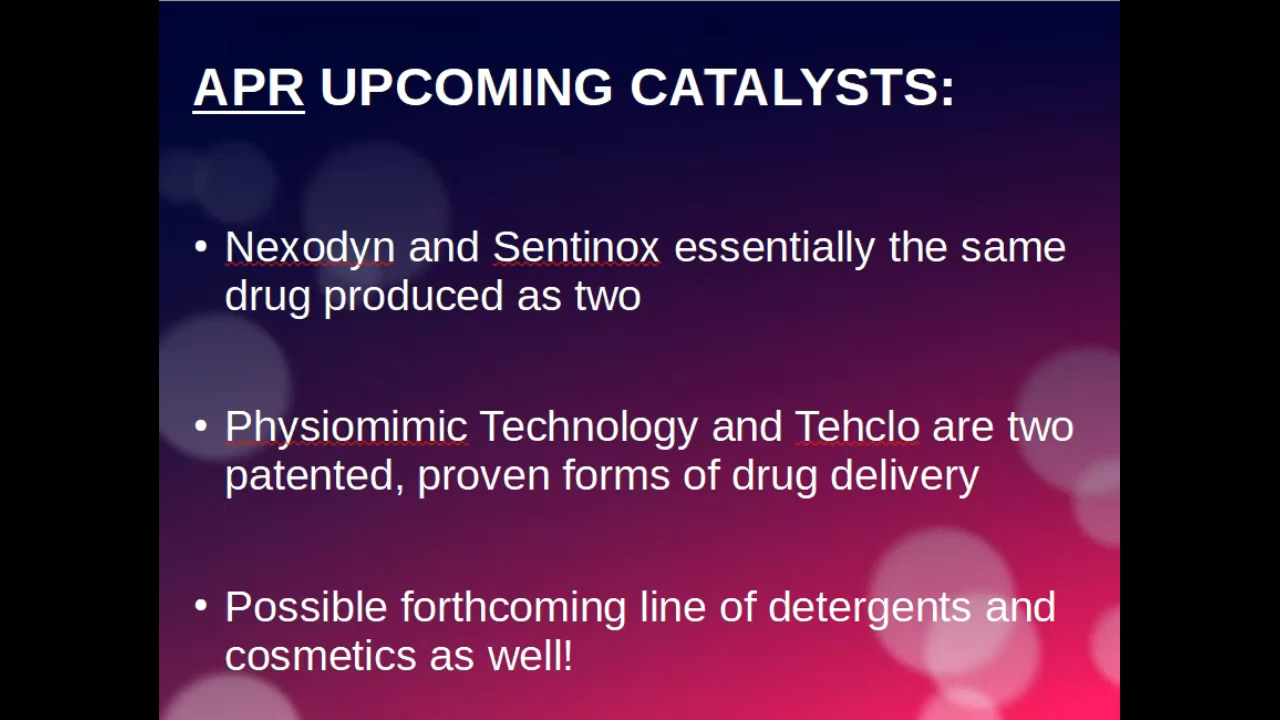 APR UPCOMING CATALYSTS:
• Nexodyn and Sentinox essentially the same
drug produced as two
• Physiomimic Technology and Tehclo are two
patented, proven forms of drug delivery
• Possible forthcoming line of detergents and
cosmetics as well!